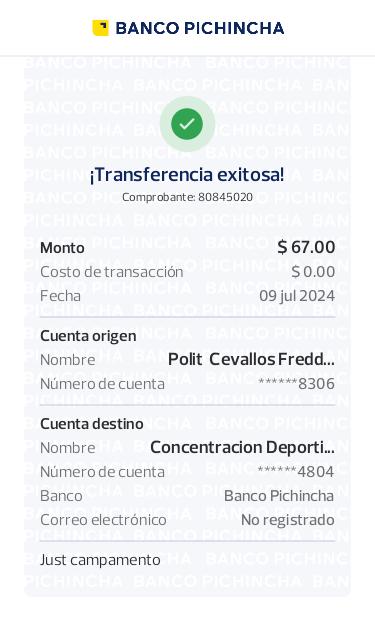 BANCO PICHINCHA
¡Transferencia exitosa!
Comprobante: 80845020
Monto $ 67.00
Costo de transacción $ 0.00
Fecha 09 jul 2024
Cuenta origen
Nombre Polit Cevallos Fredd...
Número de cuenta ******8306
Cuenta destino
Nombre Concentracion Deporti...
Número de cuenta ******4804
Banco Banco Pichincha
Correo electrónico No registrado
Just campamento